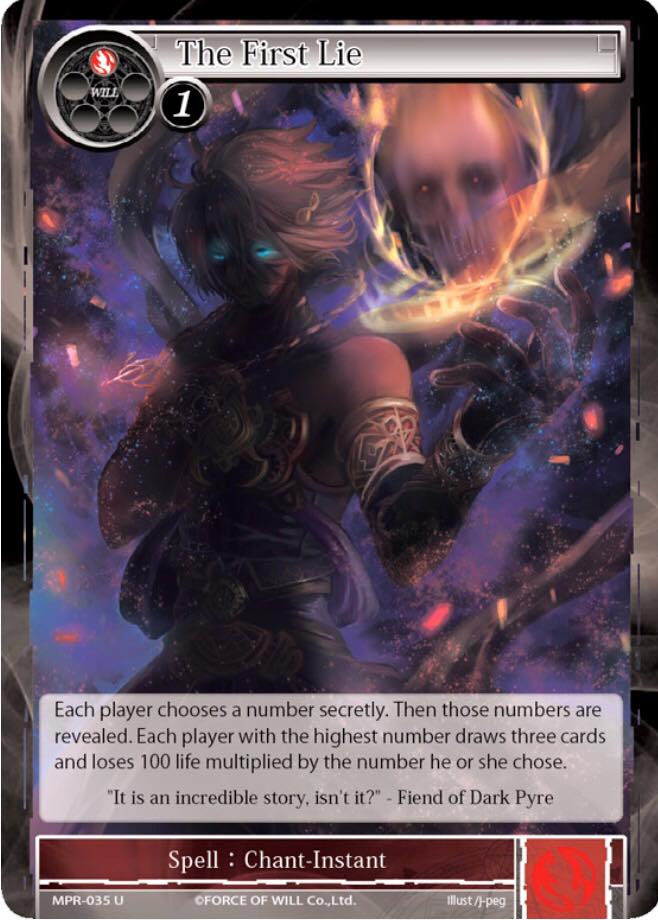 The First Lie
WILL
1
Each player chooses a number secretly. Then those numbers are
revealed. Each player with the highest number draws three cards
and loses 100 life multiplied by the number he or she chose.
"It is an incredible story, isn't it?" - Fiend of Dark Pyre
Spell : Chant-Instant
MPR-035 U ©FORCE OF WILL Co.,Ltd. Illust /j-peg